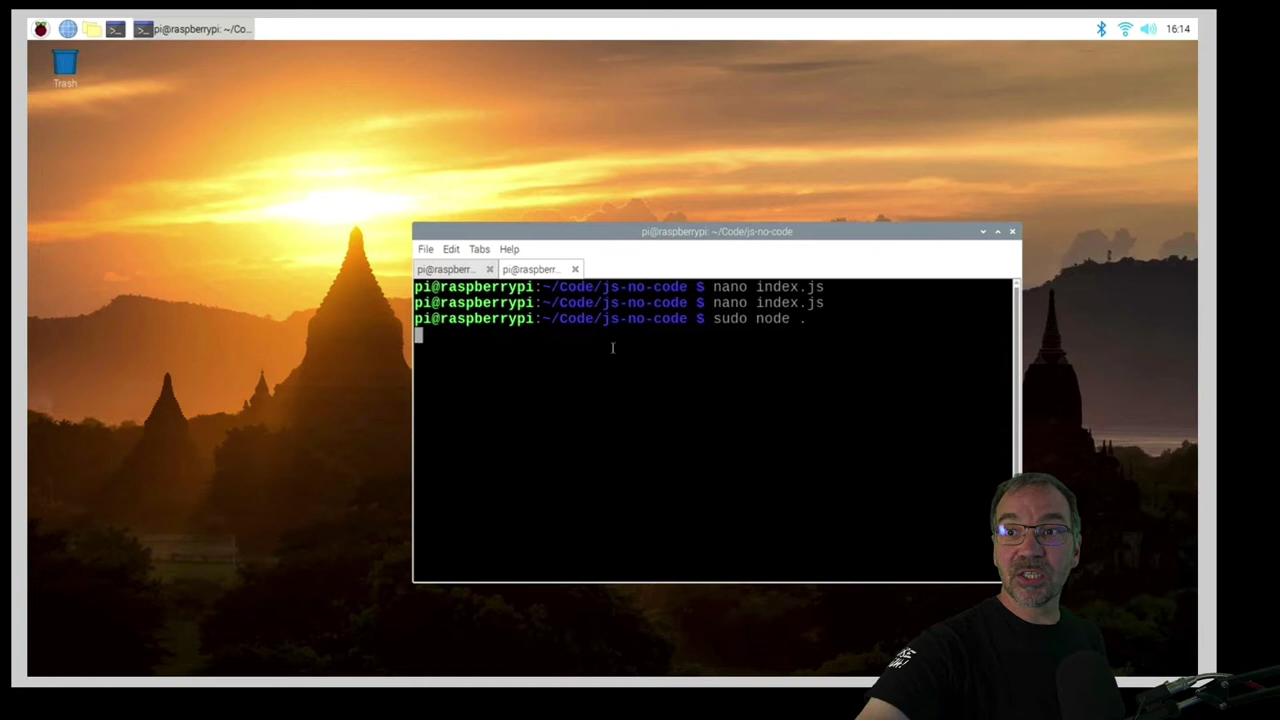 pi@raspberrypi: ~/Co...
16:14
Trash
pi@raspberrypi: ~/Code/js-no-code
File Edit Tabs Help
pi@raspberr... pi@raspberr...
pi@raspberrypi:~/Code/js-no-code $ nano index.js
pi@raspberrypi:~/Code/js-no-code $ nano index.js
pi@raspberrypi:~/Code/js-no-code $ sudo node .